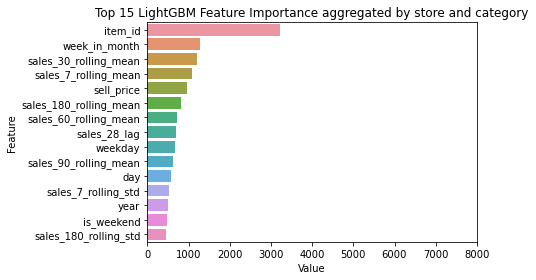 Top 15 LightGBM Feature Importance aggregated by store and category
Feature
item_id
week_in_month
sales_30_rolling_mean
sales_7_rolling_mean
sell_price
sales_180_rolling_mean
sales_60_rolling_mean
sales_28_lag
weekday
sales_90_rolling_mean
day
sales_7_rolling_std
year
is_weekend
sales_180_rolling_std
0 1000 2000 3000 4000 5000 6000 7000 8000
Value